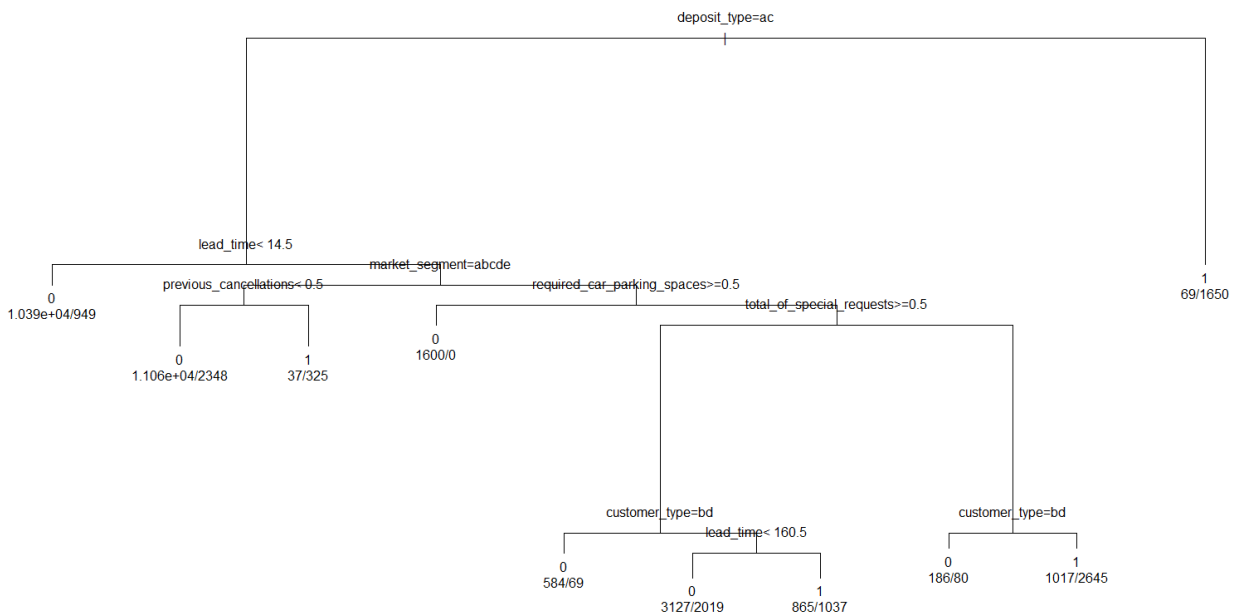 deposit_type=ac
lead_time< 14.5
market_segment=abcde
previous_cancellations< 0.5
required_car_parking_spaces>=0.5
0
1.039e+04/949
1
69/1650
total_of_special_requests>=0.5
0
1600/0
0
1.106e+04/2348
1
37/325
customer_type=bd
customer_type=bd
lead_time< 160.5
0
584/69
0
186/80
1
1017/2645
0
3127/2019
1
865/1037